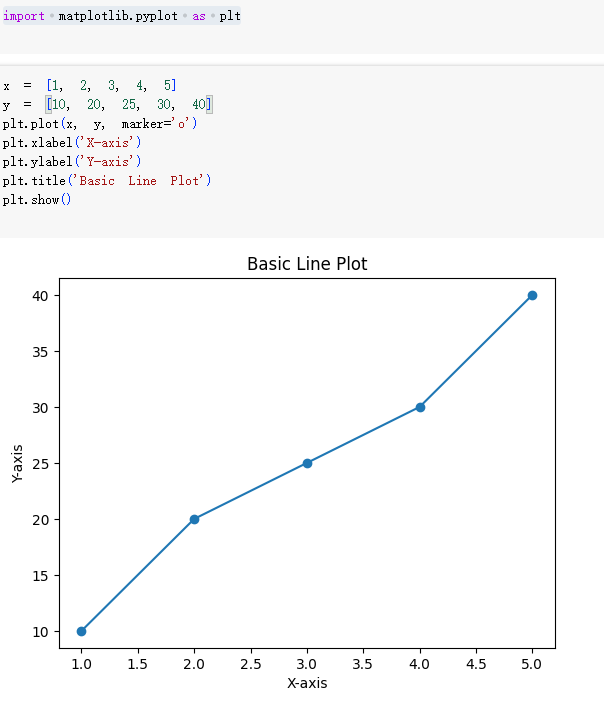 import matplotlib.pyplot as plt
x = [1, 2, 3, 4, 5]
y = [10, 20, 25, 30, 40]
plt.plot(x, y, marker='o')
plt.xlabel('X-axis')
plt.ylabel('Y-axis')
plt.title('Basic Line Plot')
plt.show()
Basic Line Plot
40
35
30
25
20
15
10
Y-axis
1.0 1.5 2.0 2.5 3.0 3.5 4.0 4.5 5.0
X-axis